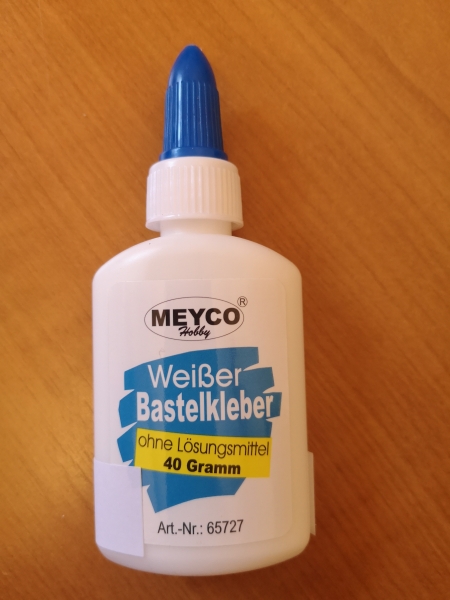 MEYCO®
Hobby
Weißer
Bastelkleber
ohne Lösungsmittel
40 Gramm
Art.-Nr.: 65727